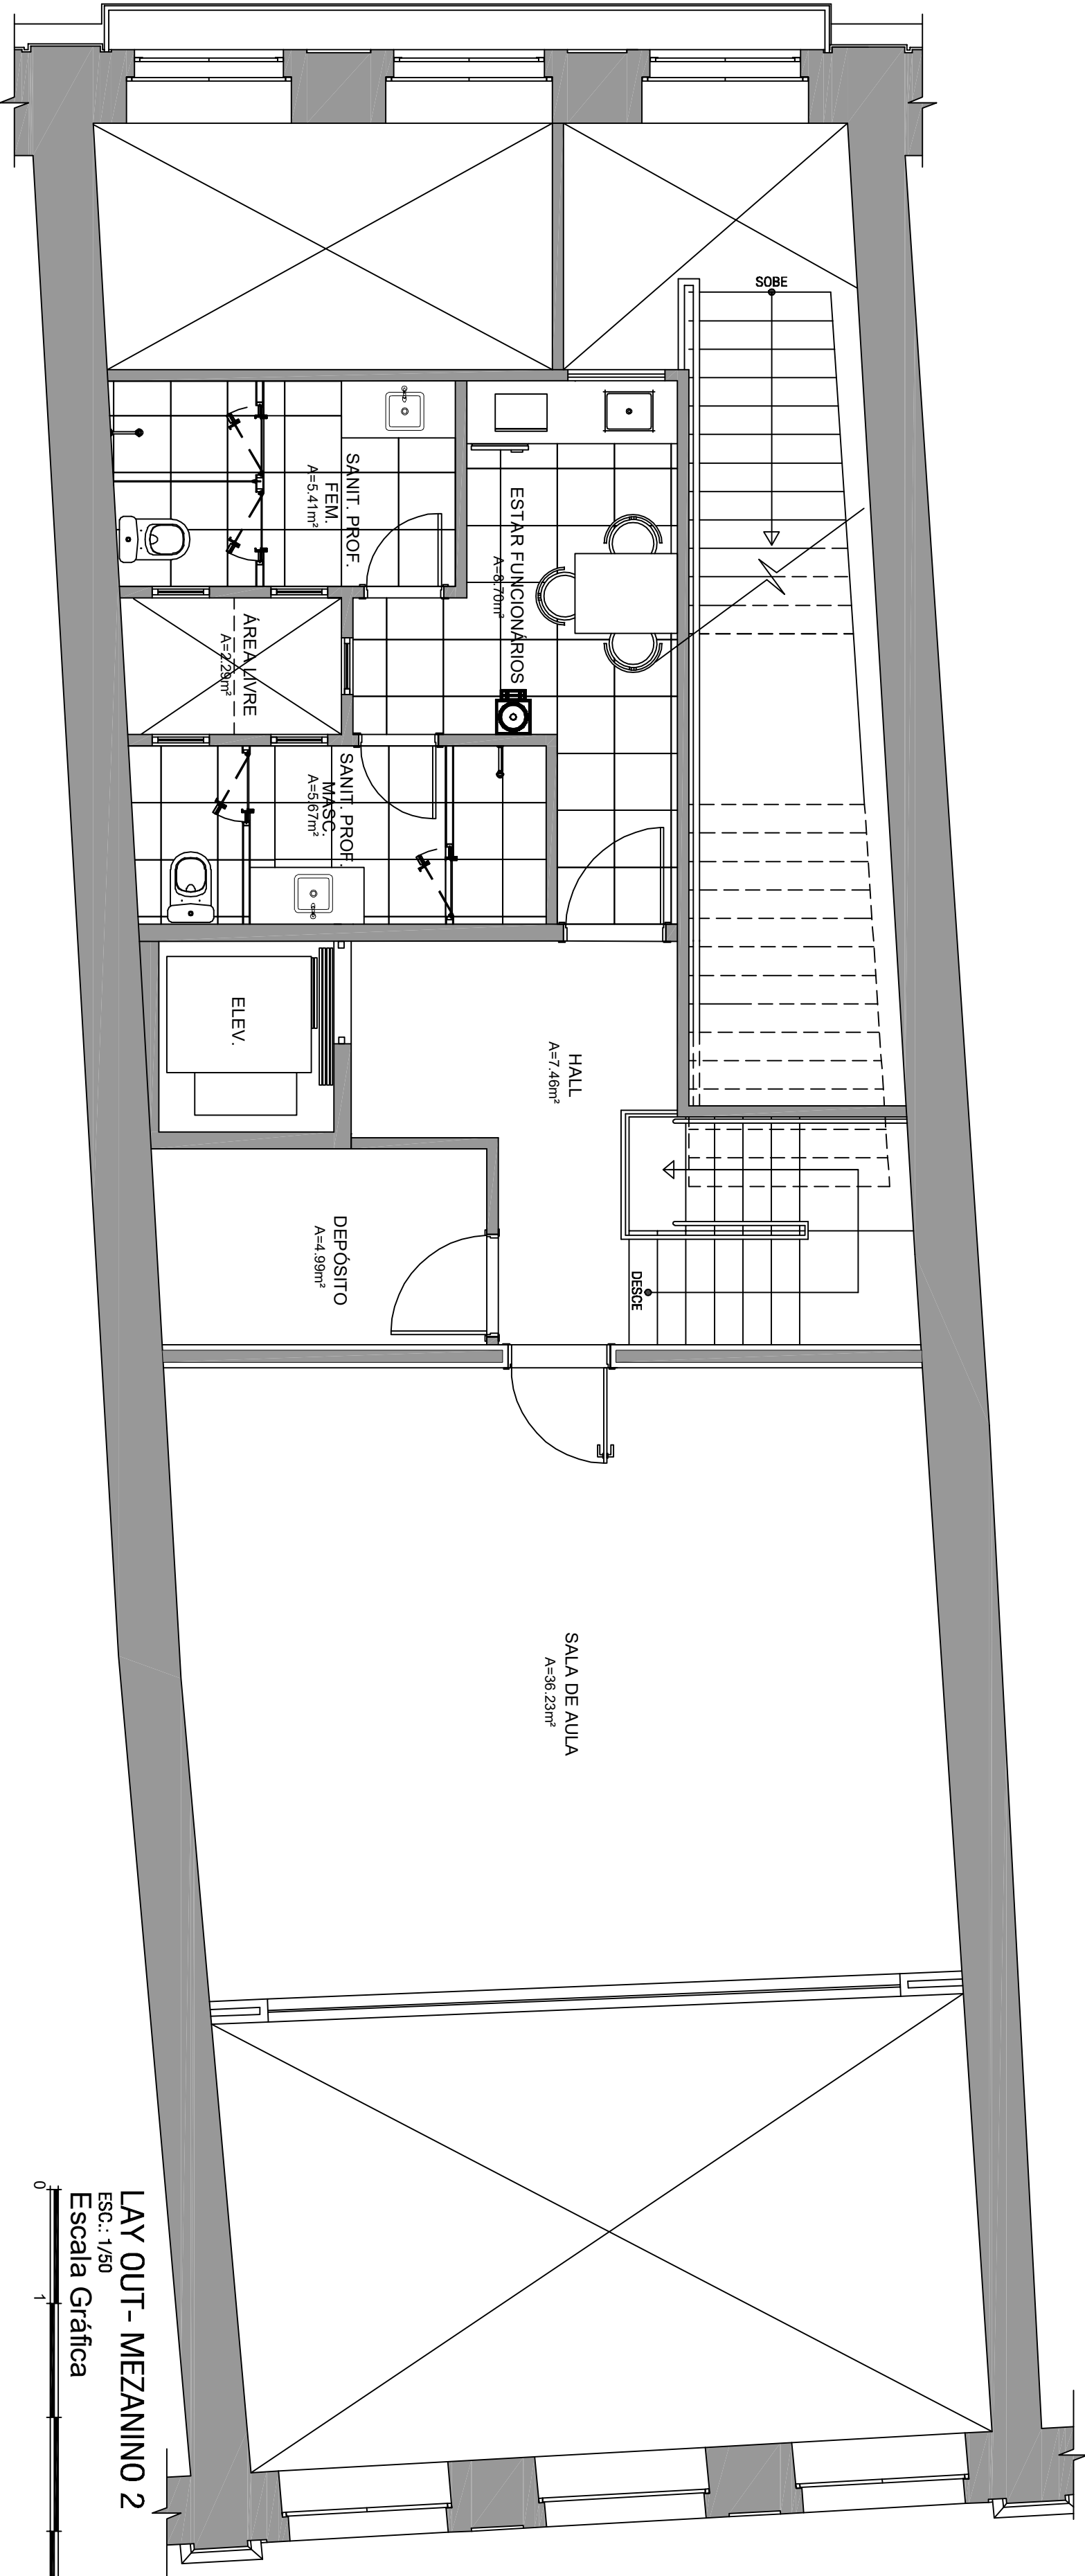 SOBE
SANIT. PROF.
FEM.
A=5.41m²
ESTAR FUNCIONÁRIOS
A=8.70m²
ÁREA LIVRE
A=2.29m²
SANIT. PROF.
MASC.
A=5.67m²
ELEV.
HALL
A=7.46m²
DEPÓSITO
A=4.99m²
DESCE
SALA DE AULA
A=36.23m²
LAY OUT- MEZANINO 2
ESC.: 1/50
Escala Gráfica
0
1